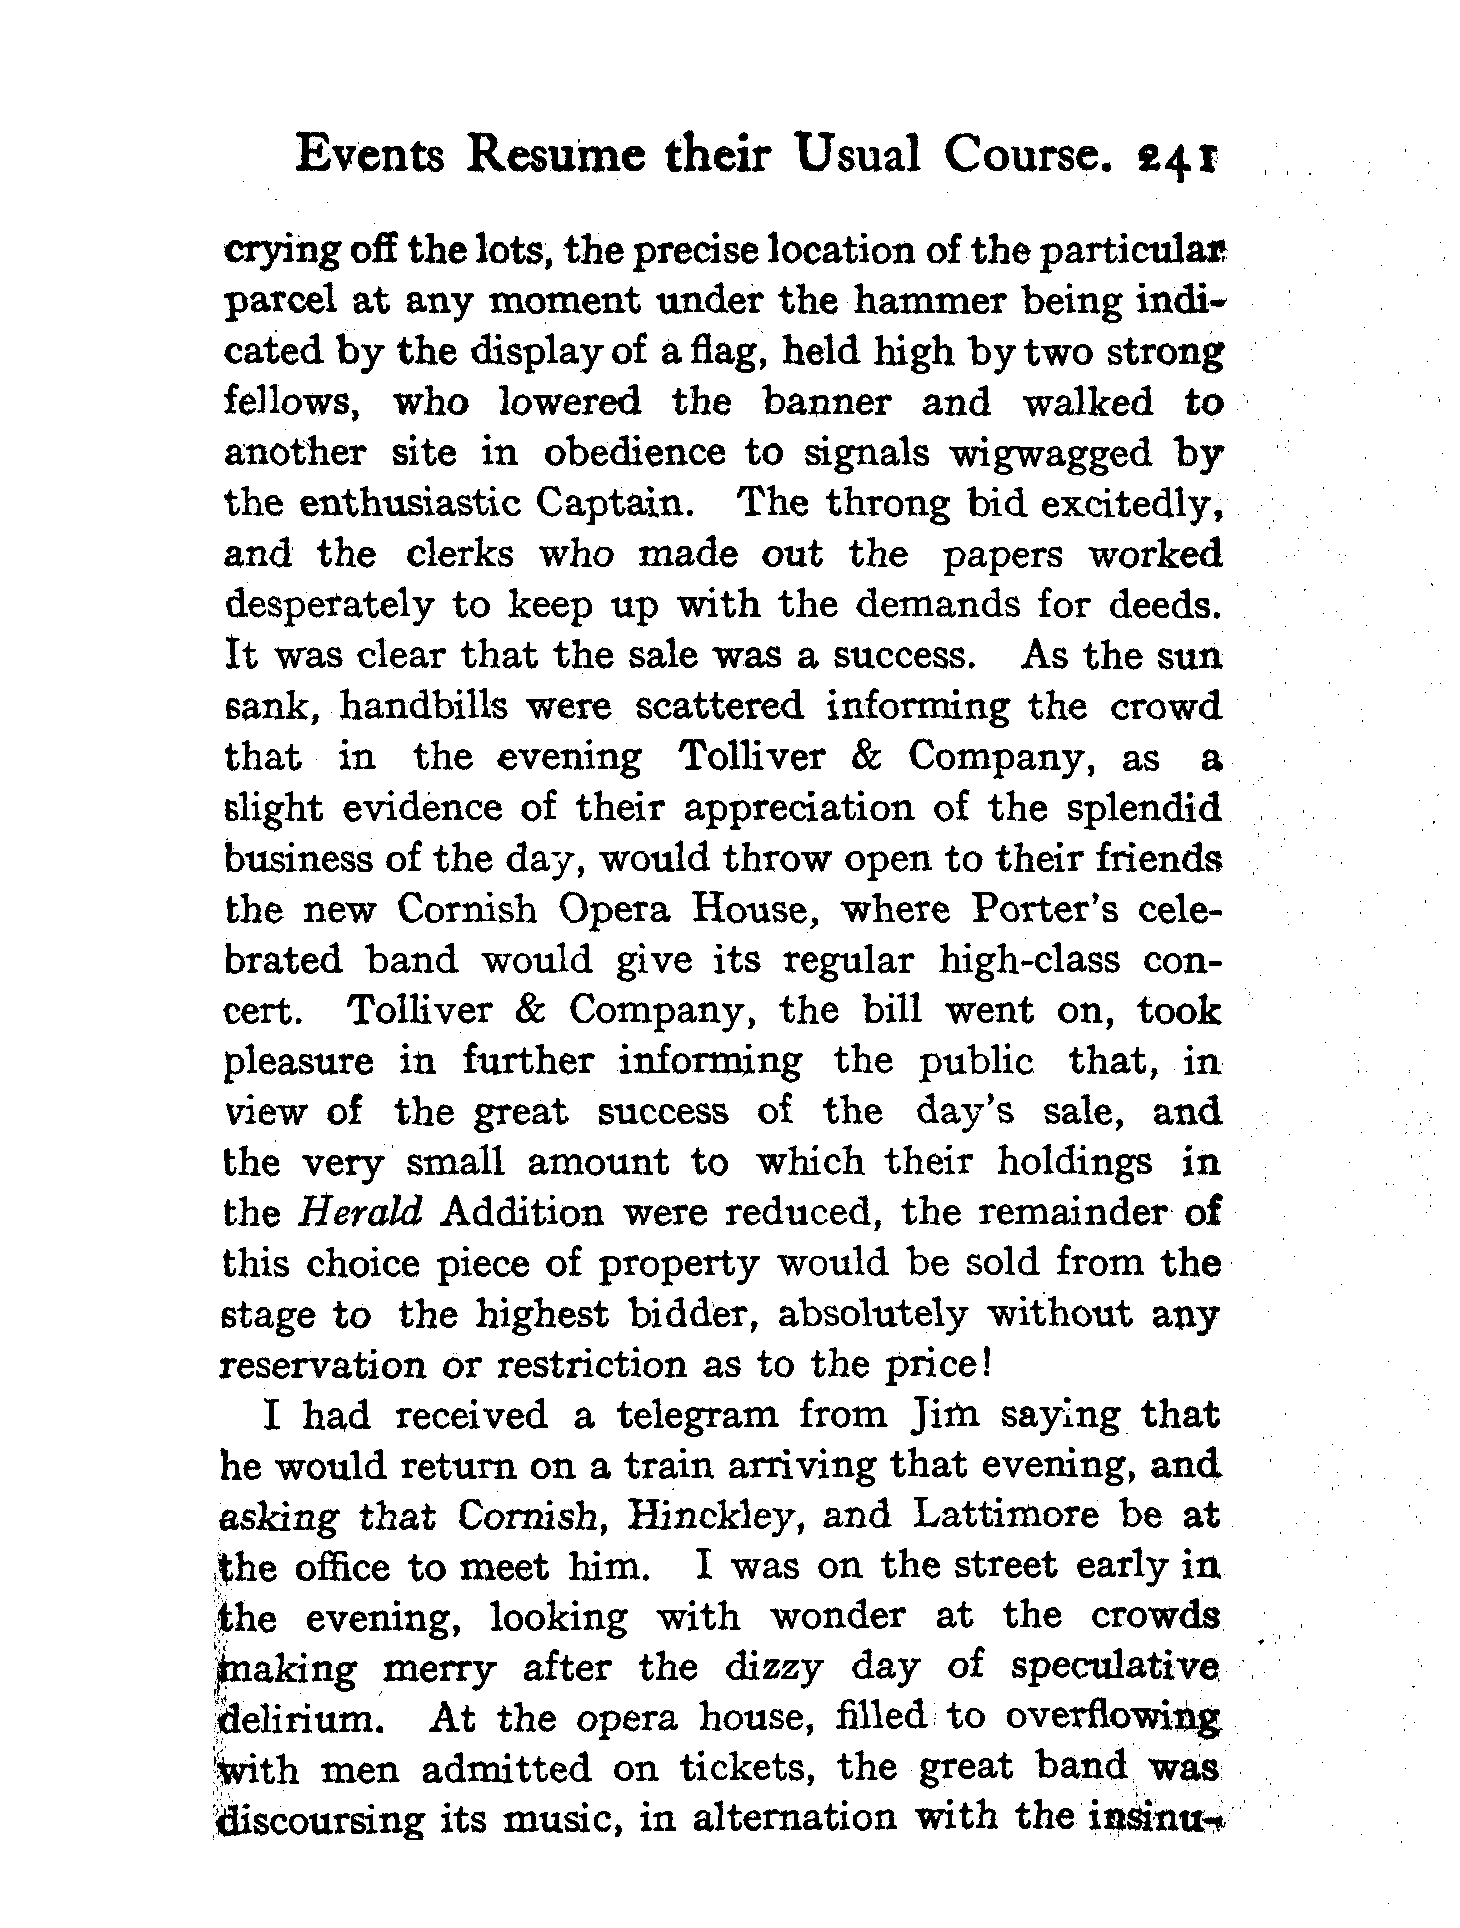 Events Resume their Usual Course. 241
crying off the lots, the precise location of the particular
parcel at any moment under the hammer being indi-
cated by the display of a flag, held high by two strong
fellows, who lowered the banner and walked to
another site in obedience to signals wigwagged by
the enthusiastic Captain. The throng bid excitedly,
and the clerks who made out the papers worked
desperately to keep up with the demands for deeds.
It was clear that the sale was a success. As the sun
sank, handbills were scattered informing the crowd
that in the evening Tolliver & Company, as a
slight evidence of their appreciation of the splendid
business of the day, would throw open to their friends
the new Cornish Opera House, where Porter's cele-
brated band would give its regular high-class con-
cert. Tolliver & Company, the bill went on, took
pleasure in further informing the public that, in
view of the great success of the day's sale, and
the very small amount to which their holdings in
the Herald Addition were reduced, the remainder of
this choice piece of property would be sold from the
stage to the highest bidder, absolutely without any
reservation or restriction as to the price!
I had received a telegram from Jim saying that
he would return on a train arriving that evening, and
asking that Cornish, Hinckley, and Lattimore be at
the office to meet him. I was on the street early in
the evening, looking with wonder at the crowds
making merry after the dizzy day of speculative
delirium. At the opera house, filled to overflowing
with men admitted on tickets, the great band was
discoursing its music, in alternation with the insinu-